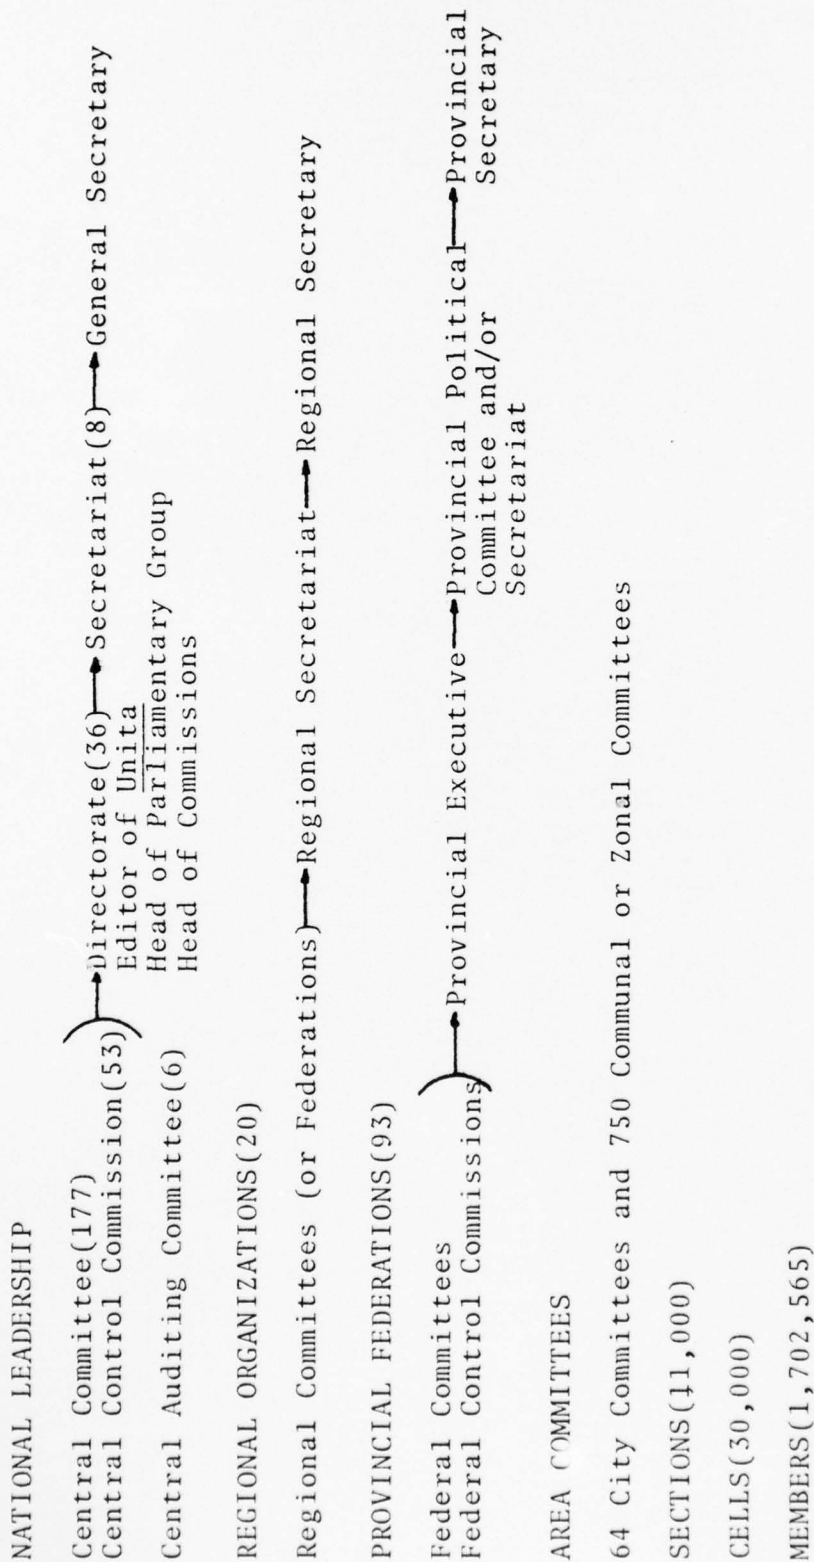 NATIONAL LEADERSHIP
Central Committee(177)
Central Control Commission(53)
Directorate(36)
Secretariat(8)
General Secretary
Editor of Unita
Head of Parliamentary Group
Head of Commissions
Central Auditing Committee(6)
REGIONAL ORGANIZATIONS(20)
Regional Committees (or Federations)
Regional Secretariat
Regional Secretary
PROVINCIAL FEDERATIONS(93)
Federal Committees
Federal Control Commissions
Provincial Executive
Provincial Political
Committee and/or
Secretariat
Provincial
Secretary
AREA COMMITTEES
64 City Committees and 750 Communal or Zonal Committees
SECTIONS(11,000)
CELLS(30,000)
MEMBERS(1,702,565)